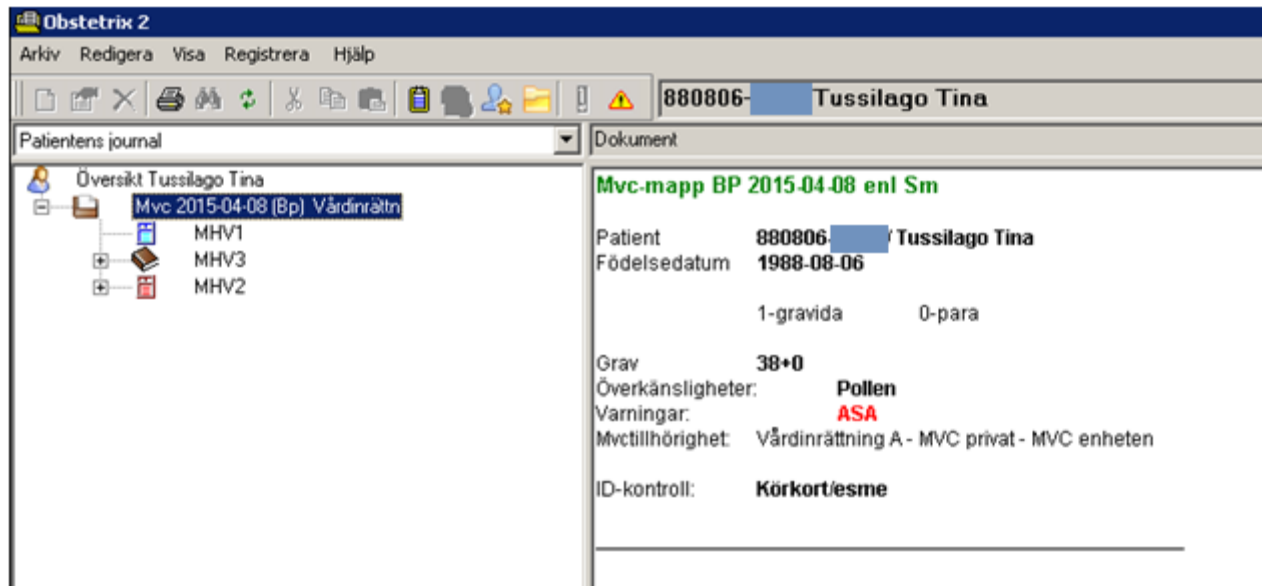 Obstetrix 2
Arkiv Redigera Visa Registrera Hjälp
880806- Tussilago Tina
Patientens journal
Dokument
Översikt Tussilago Tina
Mvc 2015-04-08 (Bp) Vårdinrättn
MHV1
MHV3
MHV2
Mvc-mapp BP 2015-04-08 enl Sm
Patient 880806- / Tussilago Tina
Födelsedatum 1988-08-06
1-gravida 0-para
Grav 38+0
Överkänsligheter: Pollen
Varningar: ASA
Mvctillhörighet: Vårdinrättning A - MVC privat - MVC enheten
ID-kontroll: Körkort/esme